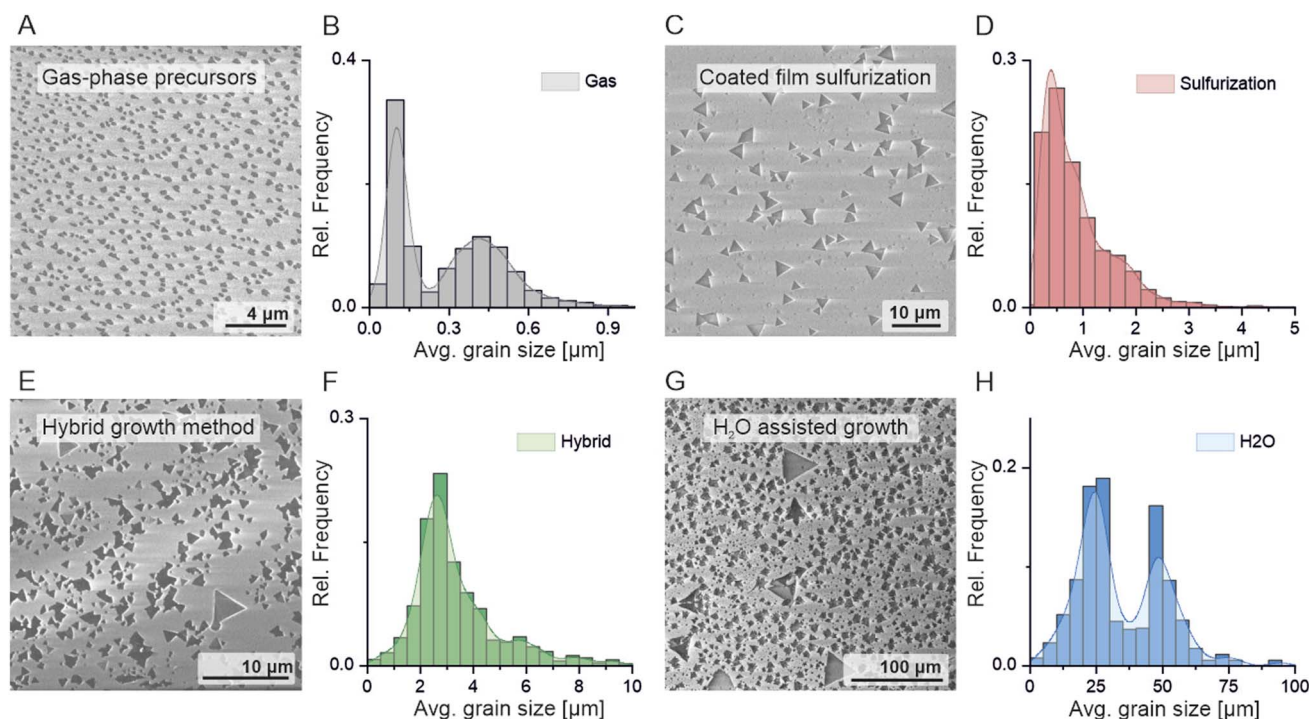 A
Gas-phase precursors
4 µm
B
Rel. Frequency
0.4
0.0
Gas
0.0 0.3 0.6 0.9
Avg. grain size [µm]
C
Coated film sulfurization
10 µm
D
Rel. Frequency
0.3
0.0
Sulfurization
0 1 2 3 4 5
Avg. grain size [µm]
E
Hybrid growth method
10 µm
F
Rel. Frequency
0.3
0.0
Hybrid
0 2 4 6 8 10
Avg. grain size [µm]
G
H₂O assisted growth
100 µm
H
Rel. Frequency
0.2
0.0
H2O
0 25 50 75 100
Avg. grain size [µm]